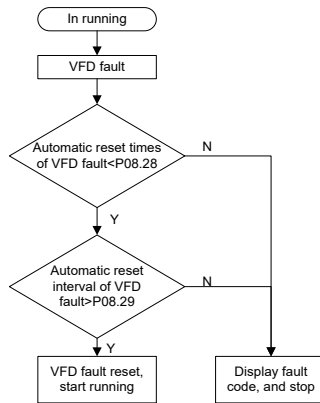 In running
VFD fault
Automatic reset times
of VFD fault<P08.28
N
Y
Automatic reset
interval of VFD
fault>P08.29
N
Y
VFD fault reset,
start running
Display fault
code, and stop